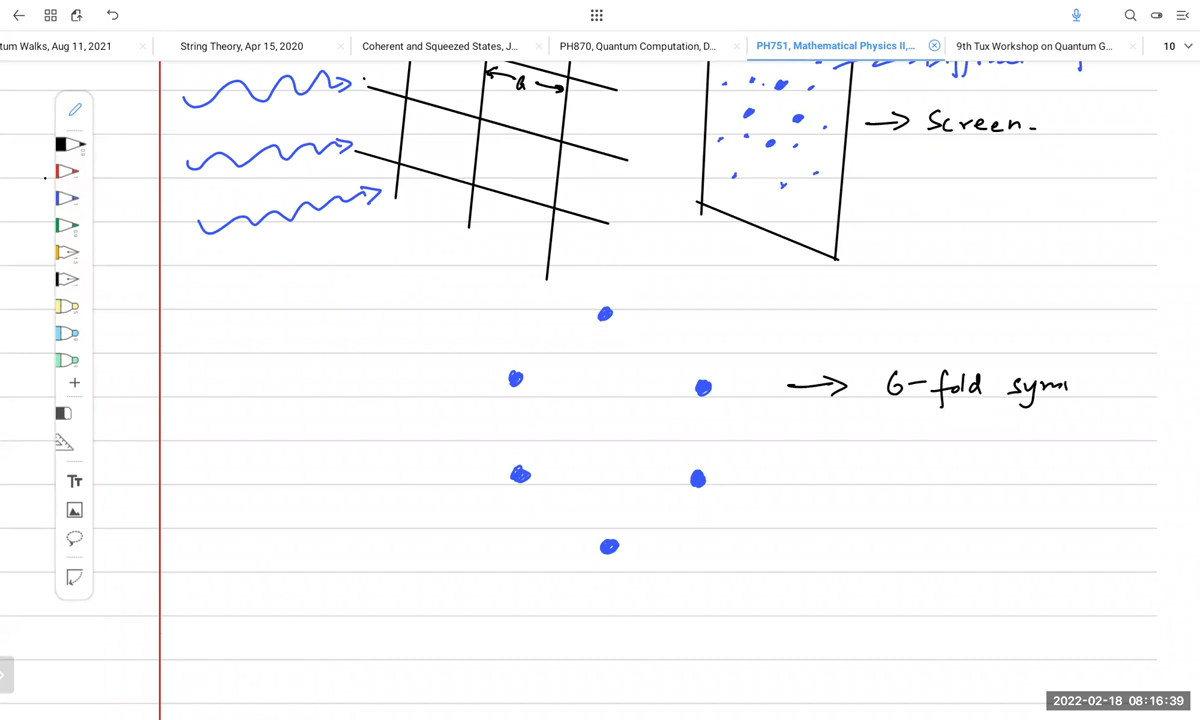 tum Walks, Aug 11, 2021
String Theory, Apr 15, 2020
Coherent and Squeezed States, J...
PH870, Quantum Computation, D...
PH751, Mathematical Physics II,...
9th Tux Workshop on Quantum G...
10
a
→ Screen.
→ 6-fold sym
Tт
2022-02-18 08:16:39